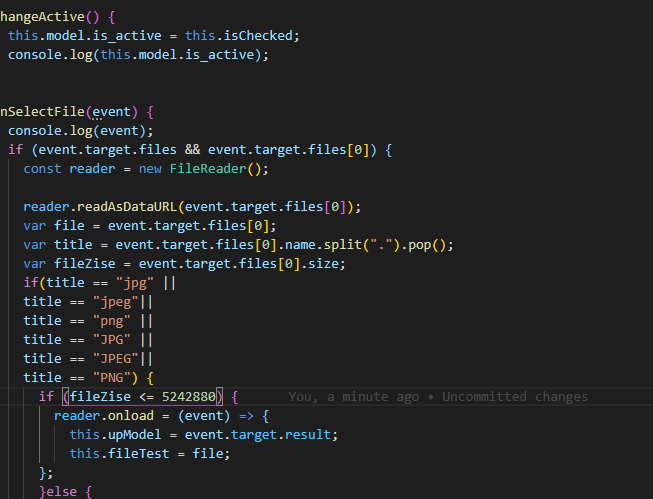 hangeActive() {
this.model.is_active = this.isChecked;
console.log(this.model.is_active);
nSelectFile(event) {
console.log(event);
if (event.target.files && event.target.files[0]) {
const reader = new FileReader();
reader.readAsDataURL(event.target.files[0]);
var file = event.target.files[0];
var title = event.target.files[0].name.split(".").pop();
var fileZise = event.target.files[0].size;
if(title == "jpg" ||
title == "jpeg"||
title == "png" ||
title == "JPG" ||
title == "JPEG"||
title == "PNG") {
if (fileZise <= 5242880) { You, a minute ago • Uncommitted changes
reader.onload = (event) => {
this.upModel = event.target.result;
this.fileTest = file;
};
}else {